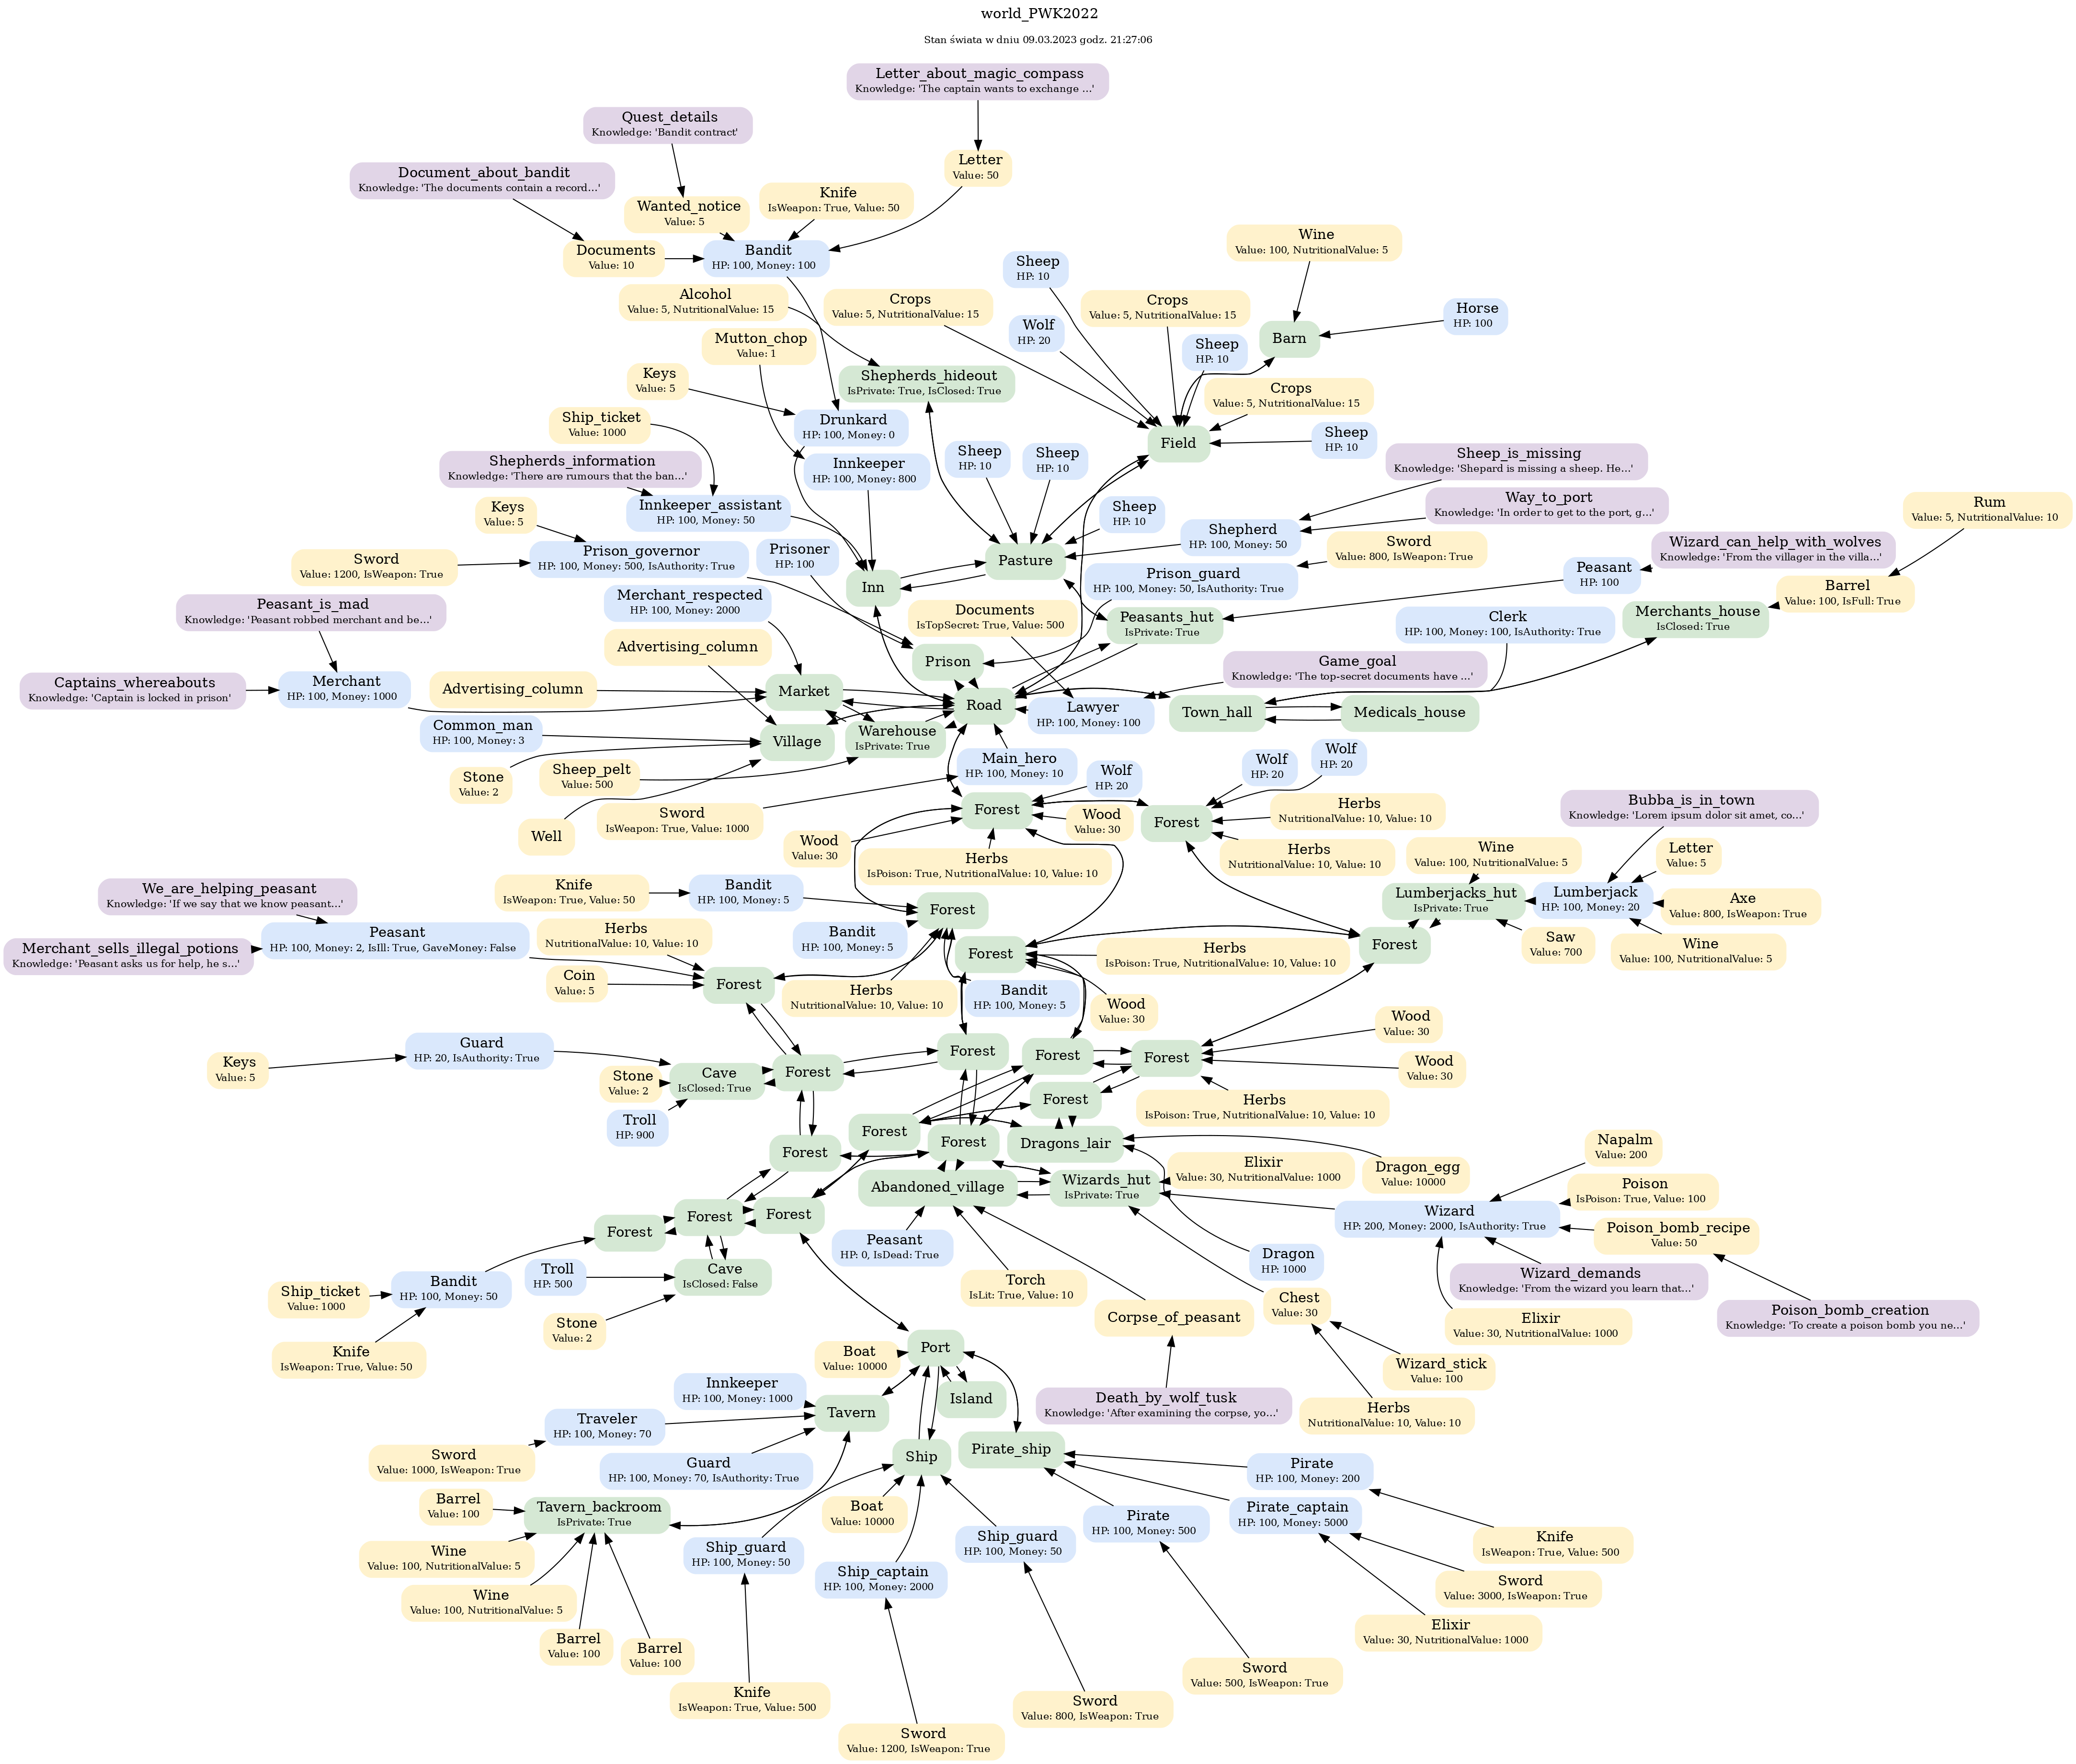 world_PWK2022
Stan świata w dniu 09.03.2023 godz. 21:27:06
Letter_about_magic_compass
Knowledge: 'The captain wants to exchange ...'
Quest_details
Knowledge: 'Bandit contract'
Document_about_bandit
Knowledge: 'The documents contain a record...'
Letter
Value: 50
Wanted_notice
Value: 5
Knife
IsWeapon: True, Value: 50
Documents
Value: 10
Bandit
HP: 100, Money: 100
Wine
Value: 100, NutritionalValue: 5
Sheep
HP: 10
Alcohol
Value: 5, NutritionalValue: 15
Crops
Value: 5, NutritionalValue: 15
Crops
Value: 5, NutritionalValue: 15
Horse
HP: 100
Wolf
HP: 20
Barn
Mutton_chop
Value: 1
Sheep
HP: 10
Keys
Value: 5
Shepherds_hideout
IsPrivate: True, IsClosed: True
Crops
Value: 5, NutritionalValue: 15
Ship_ticket
Value: 1000
Drunkard
HP: 100, Money: 0
Field
Sheep
HP: 10
Shepherds_information
Knowledge: 'There are rumours that the ban...'
Innkeeper
HP: 100, Money: 800
Sheep
HP: 10
Sheep
HP: 10
Sheep_is_missing
Knowledge: 'Shepard is missing a sheep. He...'
Keys
Value: 5
Innkeeper_assistant
HP: 100, Money: 50
Sheep
HP: 10
Way_to_port
Knowledge: 'In order to get to the port, g...'
Rum
Value: 5, NutritionalValue: 10
Shepherd
HP: 100, Money: 50
Sword
Value: 1200, IsWeapon: True
Prison_governor
HP: 100, Money: 500, IsAuthority: True
Prisoner
HP: 100
Pasture
Sword
Value: 800, IsWeapon: True
Wizard_can_help_with_wolves
Knowledge: 'From the villager in the villa...'
Inn
Prison_guard
HP: 100, Money: 50, IsAuthority: True
Peasant
HP: 100
Barrel
Value: 100, IsFull: True
Peasant_is_mad
Knowledge: 'Peasant robbed merchant and be...'
Merchant_respected
HP: 100, Money: 2000
Documents
IsTopSecret: True, Value: 500
Peasants_hut
IsPrivate: True
Clerk
HP: 100, Money: 100, IsAuthority: True
Merchants_house
IsClosed: True
Advertising_column
Prison
Game_goal
Knowledge: 'The top-secret documents have ...'
Captains_whereabouts
Knowledge: 'Captain is locked in prison'
Merchant
HP: 100, Money: 1000
Advertising_column
Market
Road
Lawyer
HP: 100, Money: 100
Town_hall
Medicals_house
Common_man
HP: 100, Money: 3
Village
Warehouse
IsPrivate: True
Stone
Value: 2
Sheep_pelt
Value: 500
Main_hero
HP: 100, Money: 10
Wolf
HP: 20
Wolf
HP: 20
Wolf
HP: 20
Well
Sword
IsWeapon: True, Value: 1000
Forest
Wood
Value: 30
Forest
Herbs
NutritionalValue: 10, Value: 10
Bubba_is_in_town
Knowledge: 'Lorem ipsum dolor sit amet, co...'
Wood
Value: 30
Herbs
IsPoison: True, NutritionalValue: 10, Value: 10
Herbs
NutritionalValue: 10, Value: 10
Wine
Value: 100, NutritionalValue: 5
Letter
Value: 5
We_are_helping_peasant
Knowledge: 'If we say that we know peasant...'
Knife
IsWeapon: True, Value: 50
Bandit
HP: 100, Money: 5
Forest
Lumberjacks_hut
IsPrivate: True
Lumberjack
HP: 100, Money: 20
Axe
Value: 800, IsWeapon: True
Merchant_sells_illegal_potions
Knowledge: 'Peasant asks us for help, he s...'
Peasant
HP: 100, Money: 2, IsIll: True, GaveMoney: False
Herbs
NutritionalValue: 10, Value: 10
Bandit
HP: 100, Money: 5
Forest
Herbs
IsPoison: True, NutritionalValue: 10, Value: 10
Forest
Saw
Value: 700
Wine
Value: 100, NutritionalValue: 5
Coin
Value: 5
Forest
Herbs
NutritionalValue: 10, Value: 10
Bandit
HP: 100, Money: 5
Wood
Value: 30
Wood
Value: 30
Keys
Value: 5
Guard
HP: 20, IsAuthority: True
Forest
Forest
Forest
Wood
Value: 30
Stone
Value: 2
Cave
IsClosed: True
Forest
Forest
Herbs
IsPoison: True, NutritionalValue: 10, Value: 10
Troll
HP: 900
Forest
Forest
Forest
Dragons_lair
Napalm
Value: 200
Elixir
Value: 30, NutritionalValue: 1000
Dragon_egg
Value: 10000
Abandoned_village
Wizards_hut
IsPrivate: True
Poison
IsPoison: True, Value: 100
Forest
Forest
Forest
Wizard
HP: 200, Money: 2000, IsAuthority: True
Poison_bomb_recipe
Value: 50
Peasant
HP: 0, IsDead: True
Troll
HP: 500
Cave
IsClosed: False
Dragon
HP: 1000
Wizard_demands
Knowledge: 'From the wizard you learn that...'
Ship_ticket
Value: 1000
Bandit
HP: 100, Money: 50
Torch
IsLit: True, Value: 10
Stone
Value: 2
Corpse_of_peasant
Chest
Value: 30
Elixir
Value: 30, NutritionalValue: 1000
Poison_bomb_creation
Knowledge: 'To create a poison bomb you ne...'
Knife
IsWeapon: True, Value: 50
Boat
Value: 10000
Port
Wizard_stick
Value: 100
Innkeeper
HP: 100, Money: 1000
Island
Death_by_wolf_tusk
Knowledge: 'After examining the corpse, yo...'
Herbs
NutritionalValue: 10, Value: 10
Traveler
HP: 100, Money: 70
Tavern
Sword
Value: 1000, IsWeapon: True
Guard
HP: 100, Money: 70, IsAuthority: True
Ship
Pirate_ship
Pirate
HP: 100, Money: 200
Barrel
Value: 100
Tavern_backroom
IsPrivate: True
Boat
Value: 10000
Pirate
HP: 100, Money: 500
Pirate_captain
HP: 100, Money: 5000
Wine
Value: 100, NutritionalValue: 5
Ship_guard
HP: 100, Money: 50
Ship_guard
HP: 100, Money: 50
Knife
IsWeapon: True, Value: 500
Wine
Value: 100, NutritionalValue: 5
Ship_captain
HP: 100, Money: 2000
Sword
Value: 3000, IsWeapon: True
Barrel
Value: 100
Barrel
Value: 100
Elixir
Value: 30, NutritionalValue: 1000
Knife
IsWeapon: True, Value: 500
Sword
Value: 500, IsWeapon: True
Sword
Value: 800, IsWeapon: True
Sword
Value: 1200, IsWeapon: True